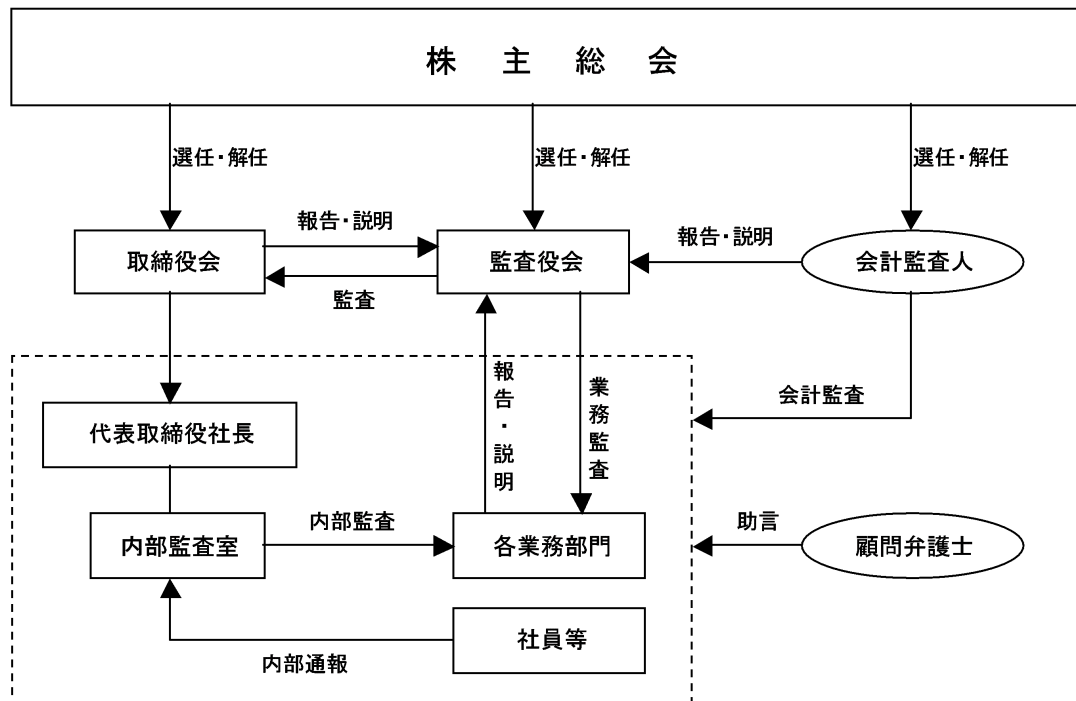 株主総会
選任・解任
選任・解任
選任・解任
報告・説明
報告・説明
取締役会
監査役会
会計監査人
監査
報告・説明
業務監査
会計監査
代表取締役社長
内部監査
助言
内部監査室
各業務部門
顧問弁護士
社員等
内部通報